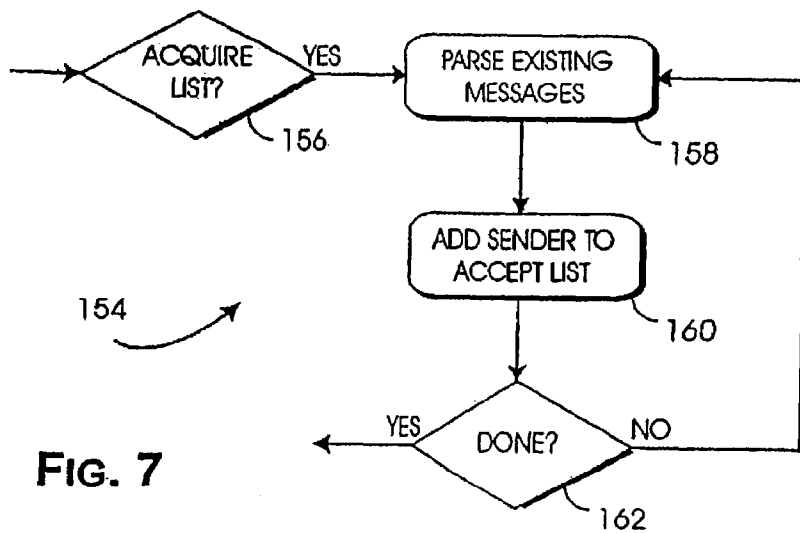 ACQUIRE
LIST?
YES
156
PARSE EXISTING
MESSAGES
158
ADD SENDER TO
ACCEPT LIST
160
154
YES
DONE?
NO
162
FIG. 7